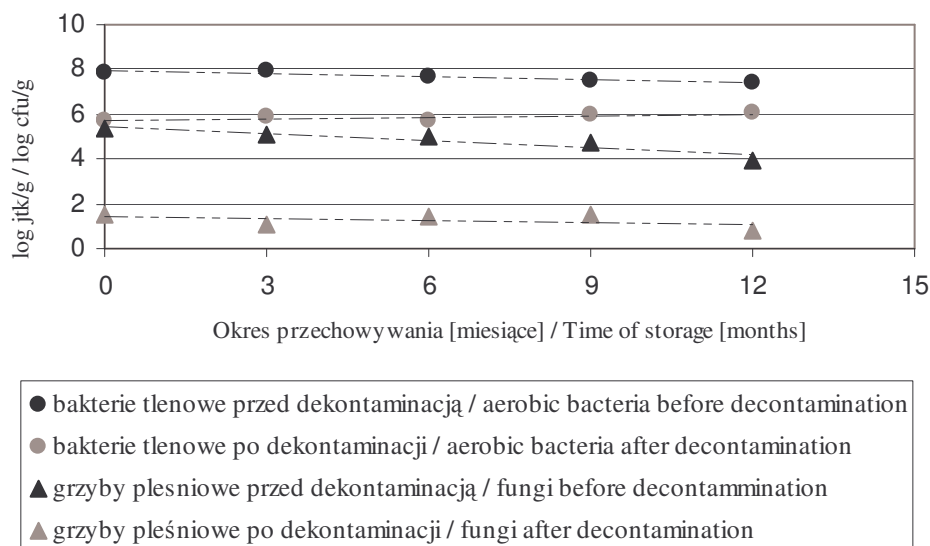 10
8
6
4
2
0
log jtk/g / log cfu/g
0 3 6 9 12 15
Okres przechowywania [miesiące] / Time of storage [months]
bakterie tlenowe przed dekontaminacją / aerobic bacteria before decontamination
bakterie tlenowe po dekontaminacji / aerobic bacteria after decontamination
grzyby plesniowe przed dekontaminacją / fungi before decontammination
grzyby pleśniowe po dekontaminacji / fungi after decontamination